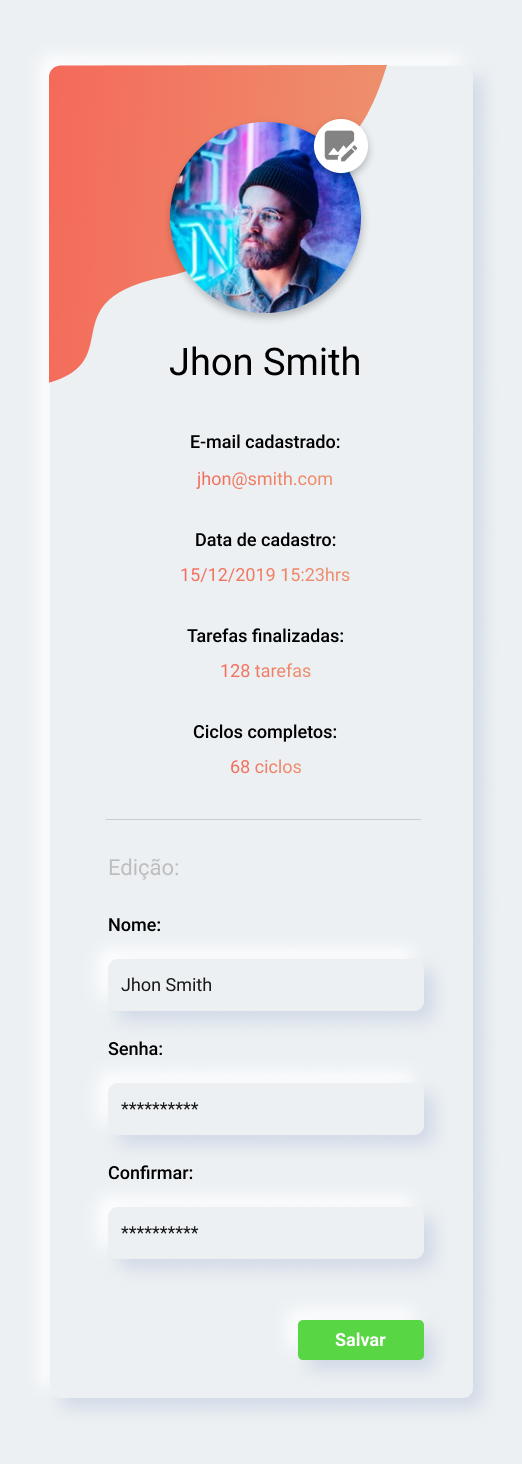 Jhon Smith
E-mail cadastrado:
jhon@smith.com
Data de cadastro:
15/12/2019 15:23hrs
Tarefas finalizadas:
128 tarefas
Ciclos completos:
68 ciclos
Edição:
Nome:
Jhon Smith
Senha:
**********
Confirmar:
**********
Salvar